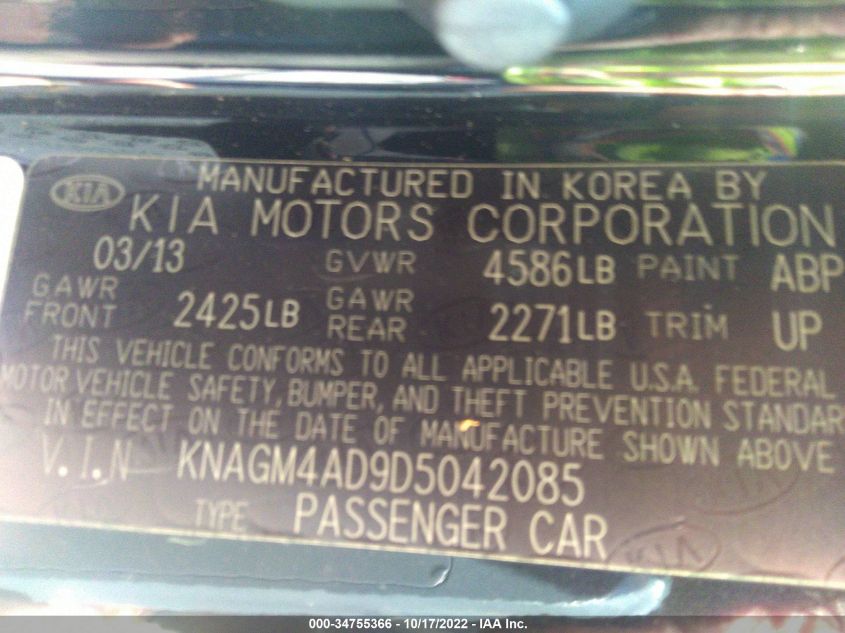 KIA MANUFACTURED IN KOREA BY
KIA MOTORS CORPORATION
03/13 GVWR 4586LB PAINT ABP
GAWR FRONT 2425LB GAWR REAR 2271LB TRIM UP
THIS VEHICLE CONFORMS TO ALL APPLICABLE U.S.A. FEDERAL
MOTOR VEHICLE SAFETY, BUMPER, AND THEFT PREVENTION STANDAR
IN EFFECT ON THE DATE OF MANUFACTURE SHOWN ABOVE
V.I.N KNAGM4AD9D5042085
TYPE PASSENGER CAR
KIA
000-34755366 - 10/17/2022 - IAA Inc.